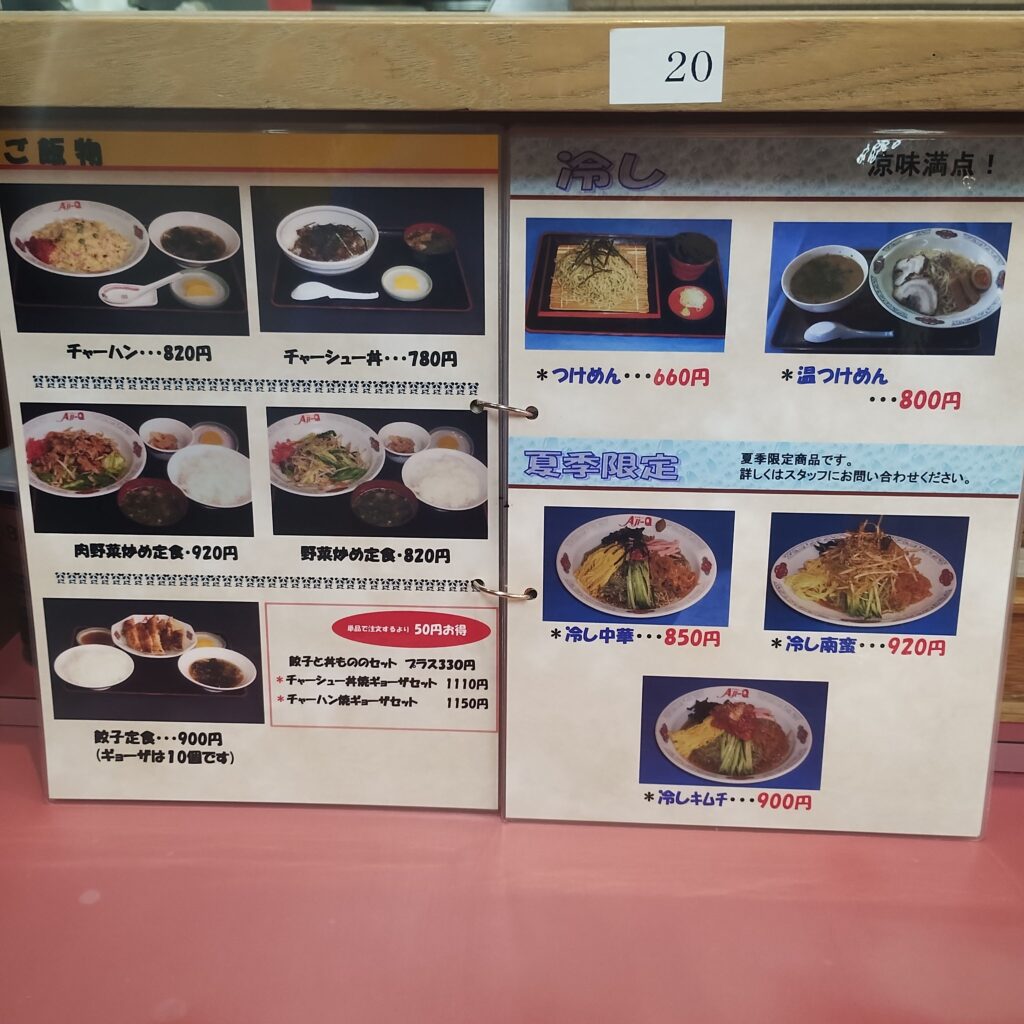 20
ご飯物
Aji-Q
チャーハン・・・820円
チャーシュー丼・・・780円
Aji-Q
Aji-Q
肉野菜炒め定食・920円
野菜炒め定食・820円
単品で注文するより 50円お得
餃子と丼もののセット プラス330円
*チャーシュー丼焼ギョーザセット 1110円
*チャーハン焼ギョーザセット 1150円
餃子定食・・・900円
(ギョーザは10個です)
冷し
涼味満点!
*つけめん・・・660円
*温つけめん
・・・800円
夏季限定
夏季限定商品です。
詳しくはスタッフにお問い合わせください。
Aji-Q
*冷し中華・・・850円
*冷し南蛮・・・920円
Aji-Q
*冷しキムチ・・・900円